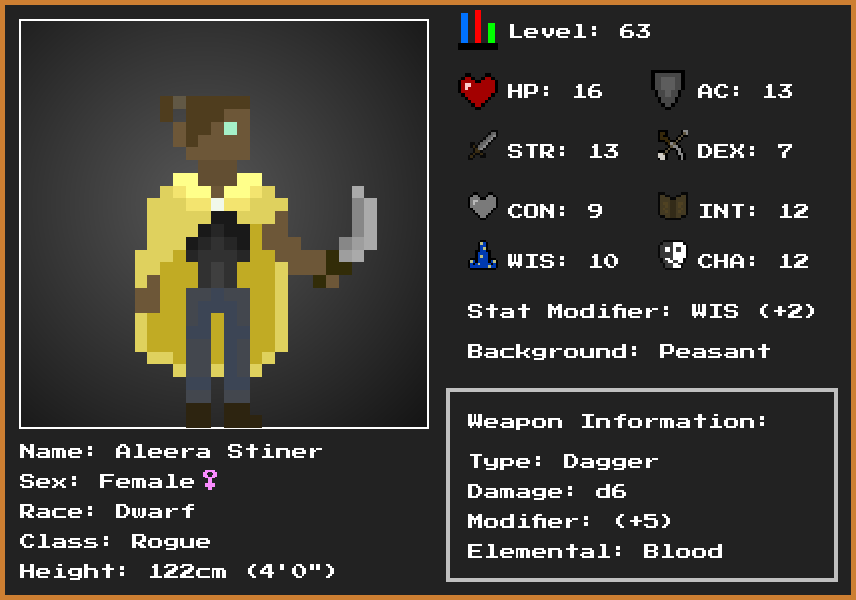 Level: 63
HP: 16 AC: 13
STR: 13 DEX: 7
CON: 9 INT: 12
WIS: 10 CHA: 12
Stat Modifier: WIS (+2)
Background: Peasant
Weapon Information:
Type: Dagger
Damage: d6
Modifier: (+5)
Elemental: Blood
Name: Aleera Stiner
Sex: Female♀
Race: Dwarf
Class: Rogue
Height: 122cm (4'0")